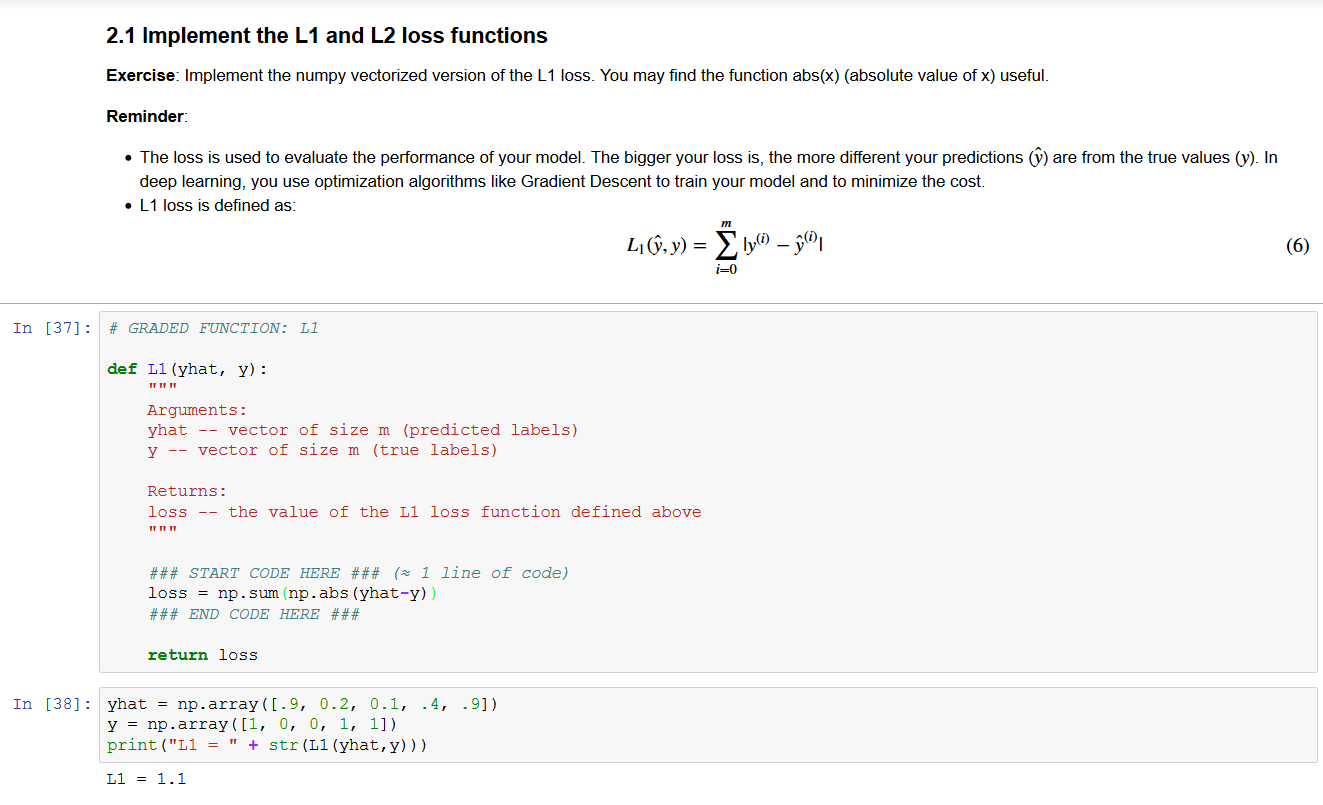 2.1 Implement the L1 and L2 loss functions
Exercise: Implement the numpy vectorized version of the L1 loss. You may find the function abs(x) (absolute value of x) useful.
Reminder:
• The loss is used to evaluate the performance of your model. The bigger your loss is, the more different your predictions (ŷ) are from the true values (y). In
deep learning, you use optimization algorithms like Gradient Descent to train your model and to minimize the cost.
• L1 loss is defined as:
L₁(ŷ, y) = ∑_{i=0}^{m} |y⁽ⁱ⁾ − ŷ⁽ⁱ⁾| (6)
In [37]: # GRADED FUNCTION: L1
def L1(yhat, y):
"""
Arguments:
yhat -- vector of size m (predicted labels)
y -- vector of size m (true labels)
Returns:
loss -- the value of the L1 loss function defined above
"""
### START CODE HERE ### (≈ 1 line of code)
loss = np.sum(np.abs(yhat-y))
### END CODE HERE ###
return loss
In [38]: yhat = np.array([.9, 0.2, 0.1, .4, .9])
y = np.array([1, 0, 0, 1, 1])
print("L1 = " + str(L1(yhat,y)))
L1 = 1.1